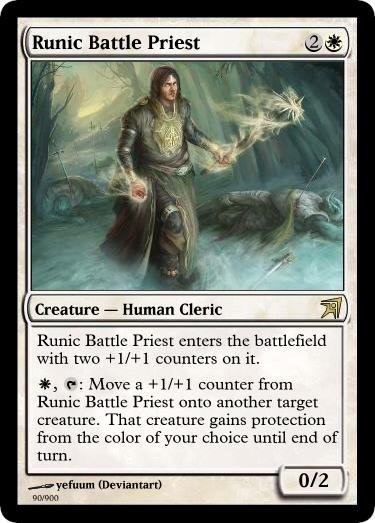 Runic Battle Priest 2
Creature — Human Cleric
Runic Battle Priest enters the battlefield
with two +1/+1 counters on it.
, : Move a +1/+1 counter from
Runic Battle Priest onto another target
creature. That creature gains protection
from the color of your choice until end of
turn.
0/2
yefuum (Deviantart)
90/900